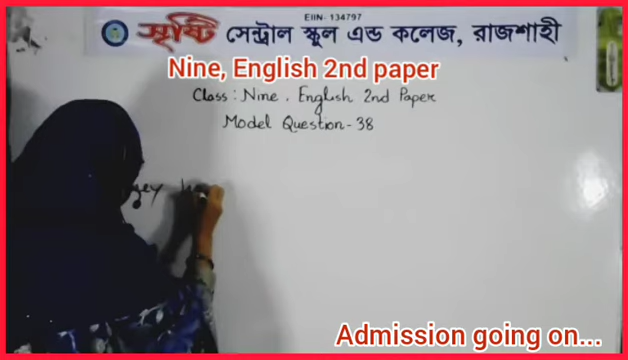 EIIN- 134797
সৃষ্টি সেন্ট্রাল স্কুল এন্ড কলেজ, রাজশাহী
Nine, English 2nd paper
Class: Nine. English 2nd Paper
Model Question-38
Admission going on...